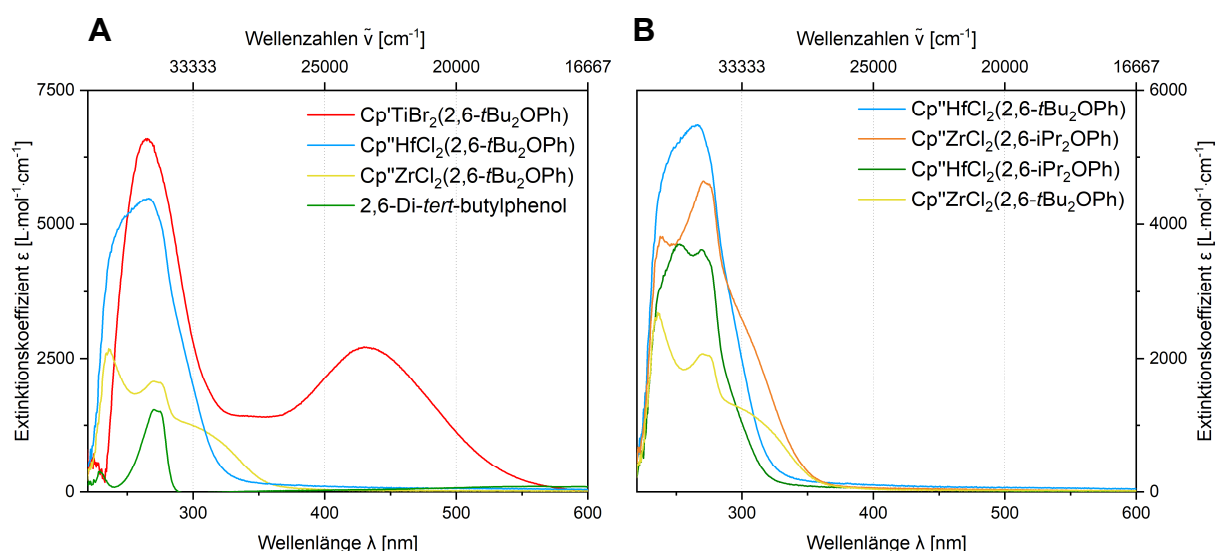 A
Wellenzahlen ṽ [cm⁻¹]
33333 25000 20000 16667
Extinktionskoeffizient ε [L·mol⁻¹·cm⁻¹]
7500
5000
2500
0
Cp'TiBr₂(2,6-tBu₂OPh)
Cp''HfCl₂(2,6-tBu₂OPh)
Cp''ZrCl₂(2,6-tBu₂OPh)
2,6-Di-tert-butylphenol
300 400 500 600
Wellenlänge λ [nm]
B
Wellenzahlen ṽ [cm⁻¹]
33333 25000 20000 16667
Cp''HfCl₂(2,6-tBu₂OPh)
Cp''ZrCl₂(2,6-iPr₂OPh)
Cp''HfCl₂(2,6-iPr₂OPh)
Cp''ZrCl₂(2,6-tBu₂OPh)
6000
4000
2000
0
Extinktionskoeffizient ε [L·mol⁻¹·cm⁻¹]
300 400 500 600
Wellenlänge λ [nm]